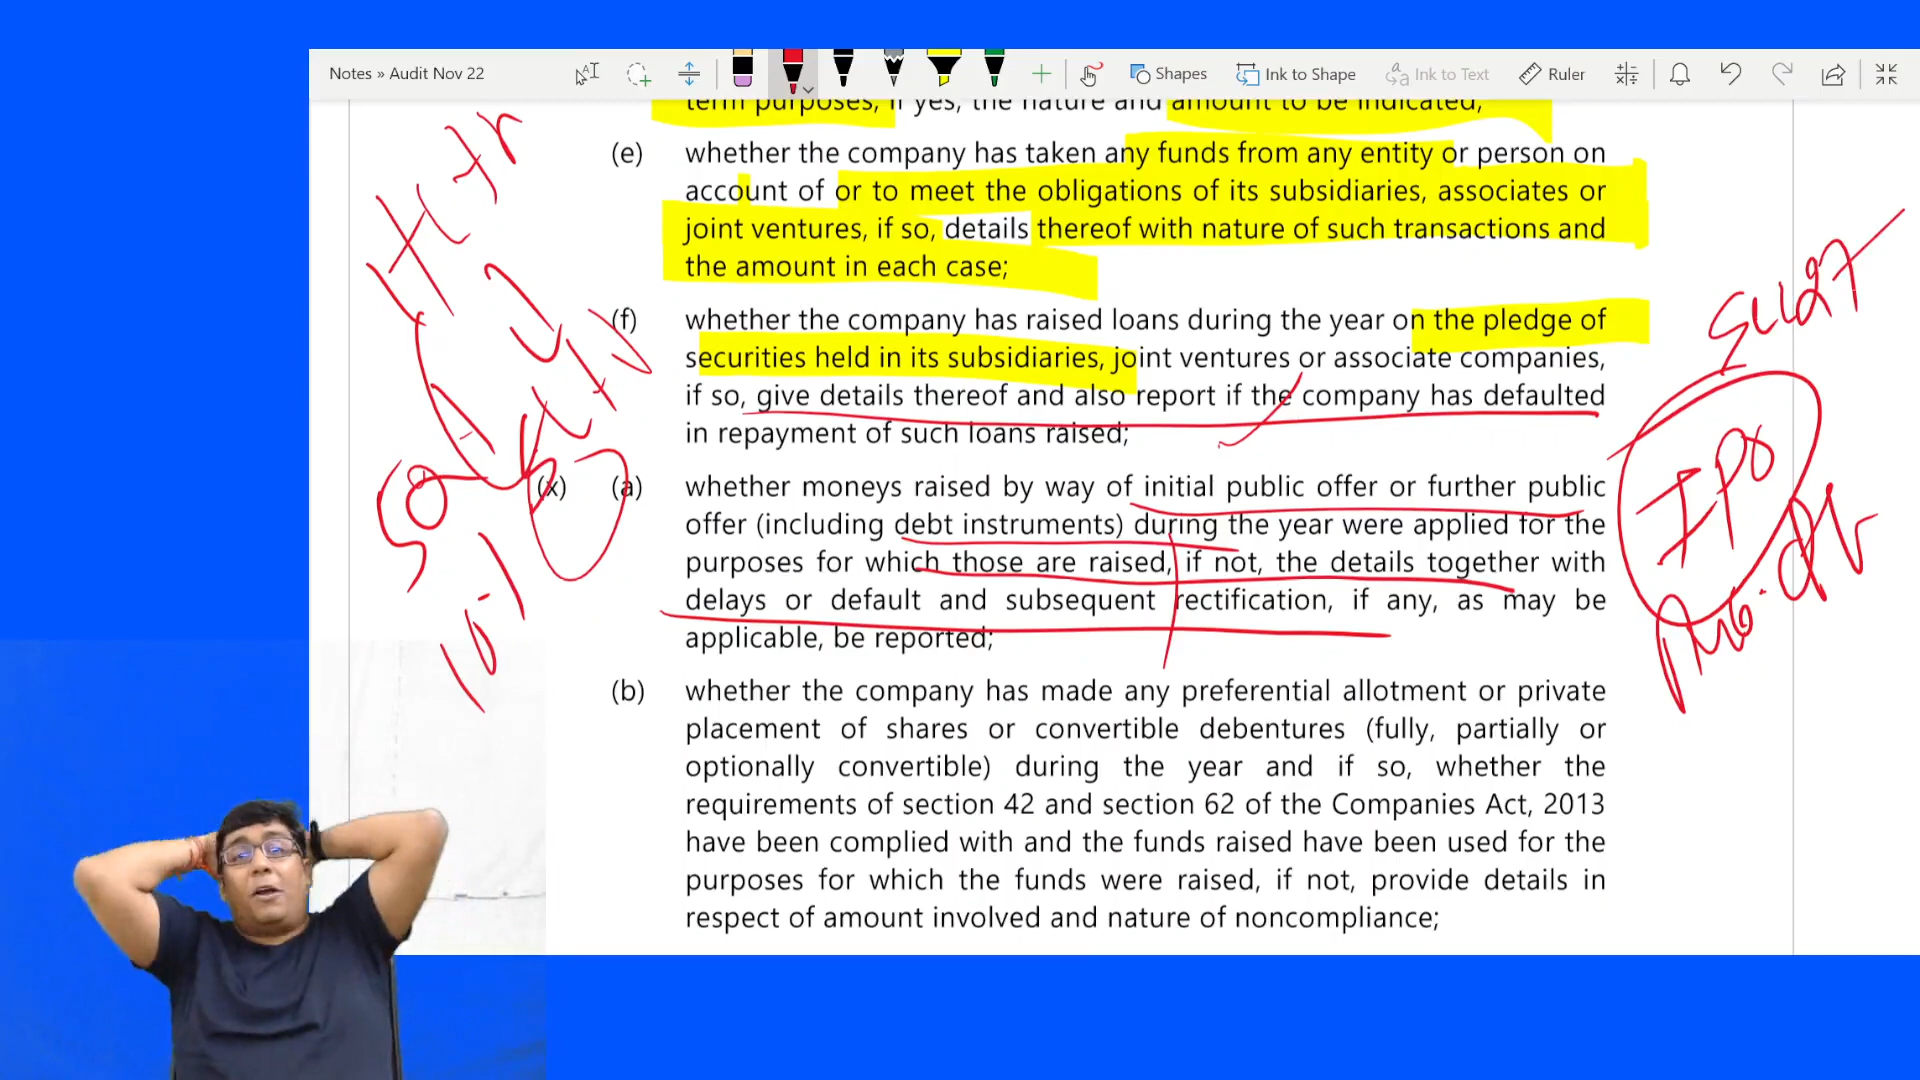 Notes » Audit Nov 22
Shapes
Ink to Shape
Ink to Text
Ruler
term purposes, if yes, the nature and amount to be indicated;
(e) whether the company has taken any funds from any entity or person on
account of or to meet the obligations of its subsidiaries, associates or
joint ventures, if so, details thereof with nature of such transactions and
the amount in each case;
(f) whether the company has raised loans during the year on the pledge of
securities held in its subsidiaries, joint ventures or associate companies,
if so, give details thereof and also report if the company has defaulted
in repayment of such loans raised;
(x) (a) whether moneys raised by way of initial public offer or further public
offer (including debt instruments) during the year were applied for the
purposes for which those are raised, if not, the details together with
delays or default and subsequent rectification, if any, as may be
applicable, be reported;
(b) whether the company has made any preferential allotment or private
placement of shares or convertible debentures (fully, partially or
optionally convertible) during the year and if so, whether the
requirements of section 42 and section 62 of the Companies Act, 2013
have been complied with and the funds raised have been used for the
purposes for which the funds were raised, if not, provide details in
respect of amount involved and nature of noncompliance;
IPO